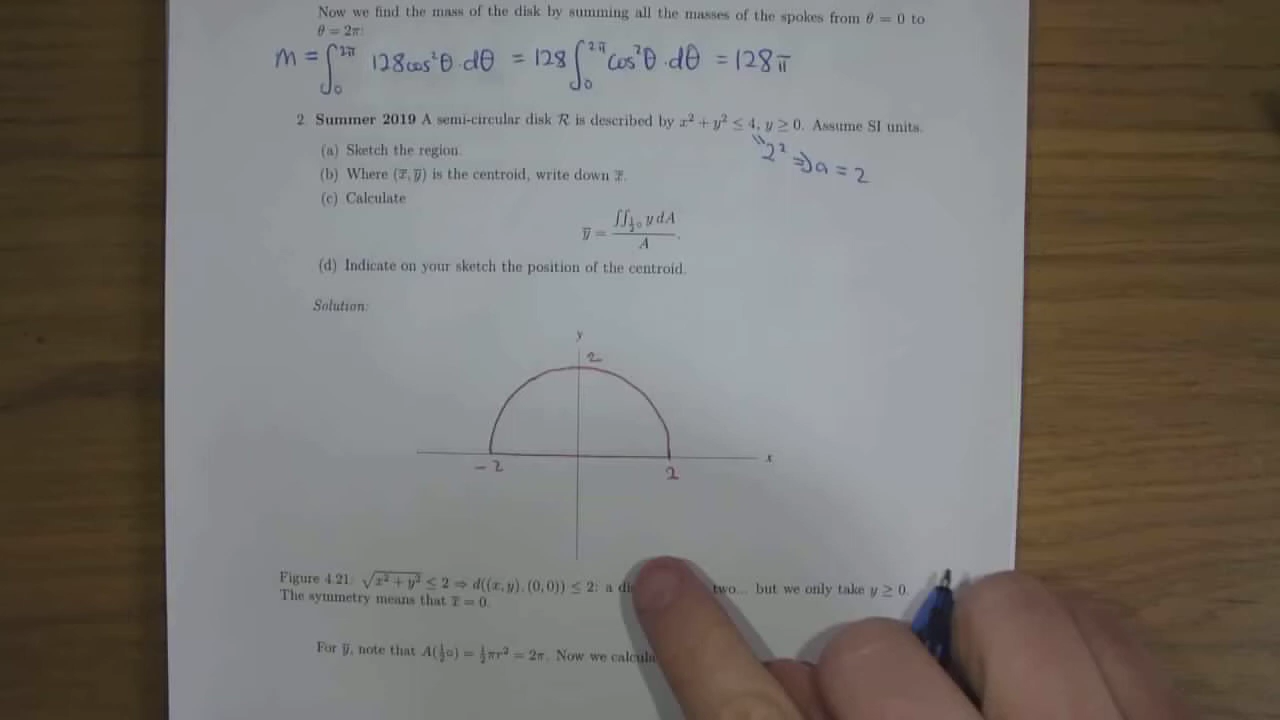 Now we find the mass of the disk by summing all the masses of the spokes from θ = 0 to
θ = 2π:
m = ∫₀^2π 128cos²θ·dθ = 128 ∫₀^2π cos²θ·dθ = 128π
2 Summer 2019 A semi-circular disk R is described by x² + y² ≤ 4, y ≥ 0. Assume SI units.
"2² ⇒ a = 2
(a) Sketch the region.
(b) Where (x̅, y̅) is the centroid, write down x̅.
(c) Calculate
y̅ = ∬_½○ y dA / A.
(d) Indicate on your sketch the position of the centroid.
Solution:
y
2
-2
2
x
Figure 4.21: √(x² + y²) ≤ 2 ⇒ d((x, y), (0, 0)) ≤ 2: a two... but we only take y ≥ 0.
The symmetry means that x̅ = 0.
For y̅, note that A(½○) = ½πr² = 2π. Now we